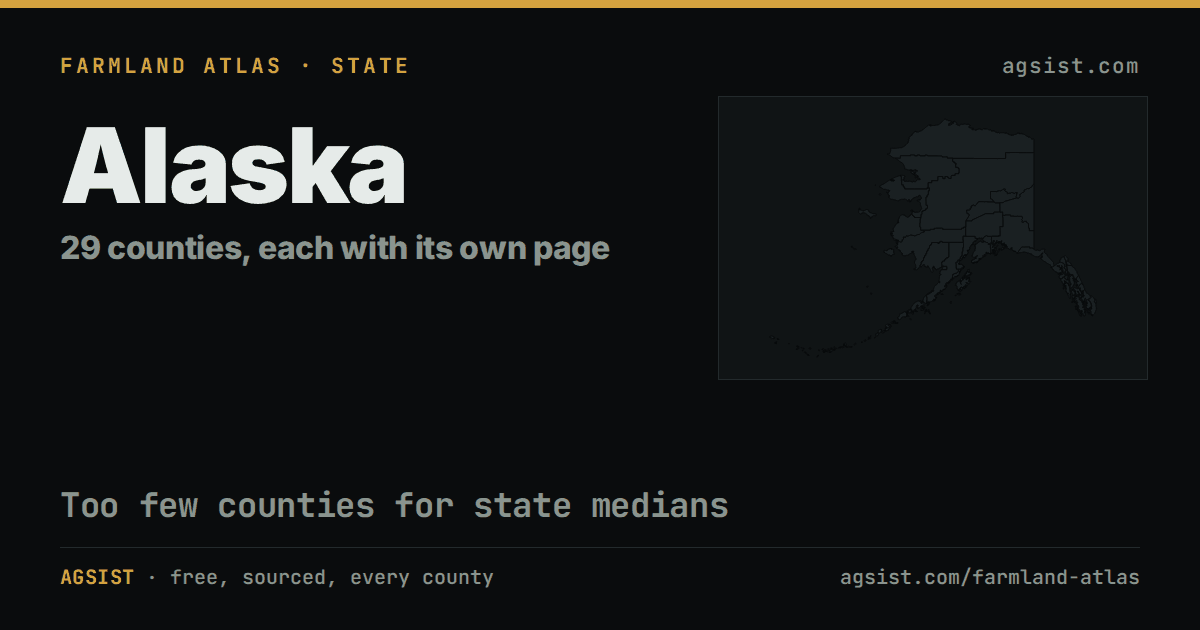 FARMLAND ATLAS · STATE
agsist.com
Alaska
29 counties, each with its own page
Too few counties for state medians
AGSIST · free, sourced, every county
agsist.com/farmland-atlas